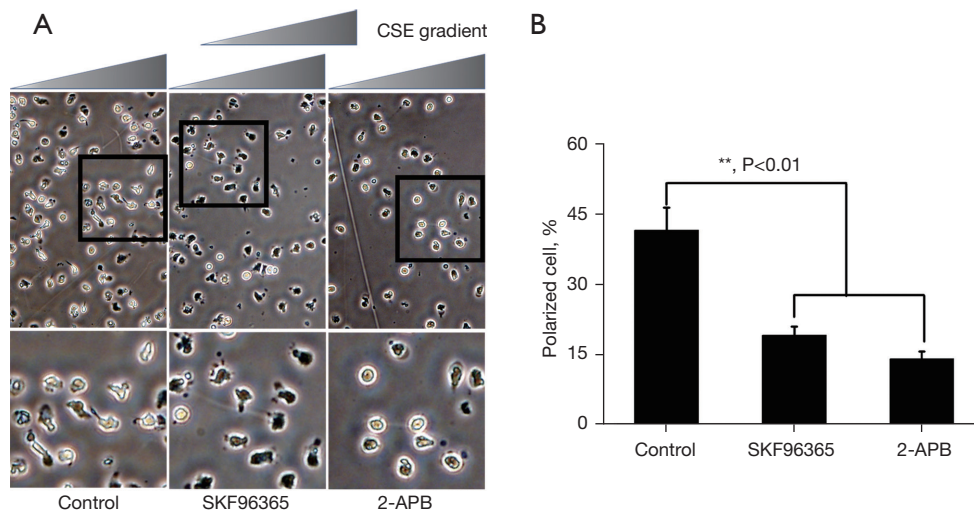 A
CSE gradient
Control
SKF96365
2-APB
B
60
45
30
15
0
Polarized cell, %
**, P<0.01
Control
SKF96365
2-APB